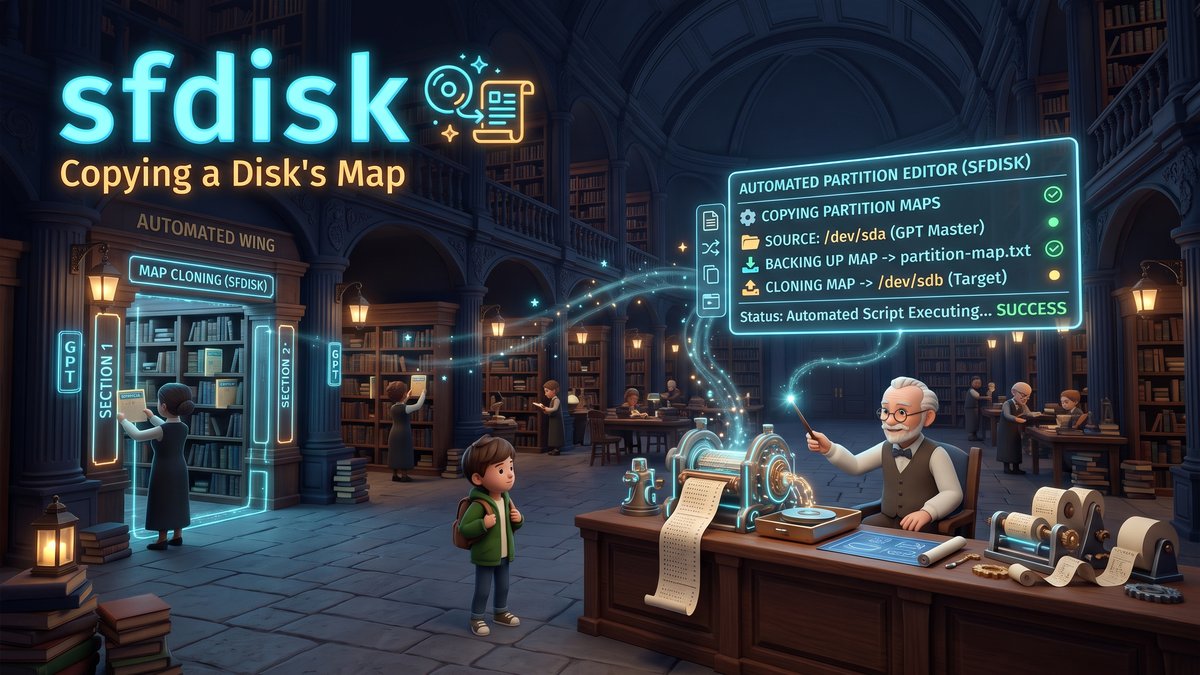 sfdisk
Copying a Disk's Map
AUTOMATED WING
MAP CLONING (SFDISK)
GPT
SECTION 1
SECTION 2
GPT
AUTOMATED PARTITION EDITOR (SFDISK)
COPYING PARTITION MAPS
SOURCE: /dev/sda (GPT Master)
BACKING UP MAP -> partition-map.txt
CLONING MAP -> /dev/sdb (Target)
Status: Automated Script Executing... SUCCESS